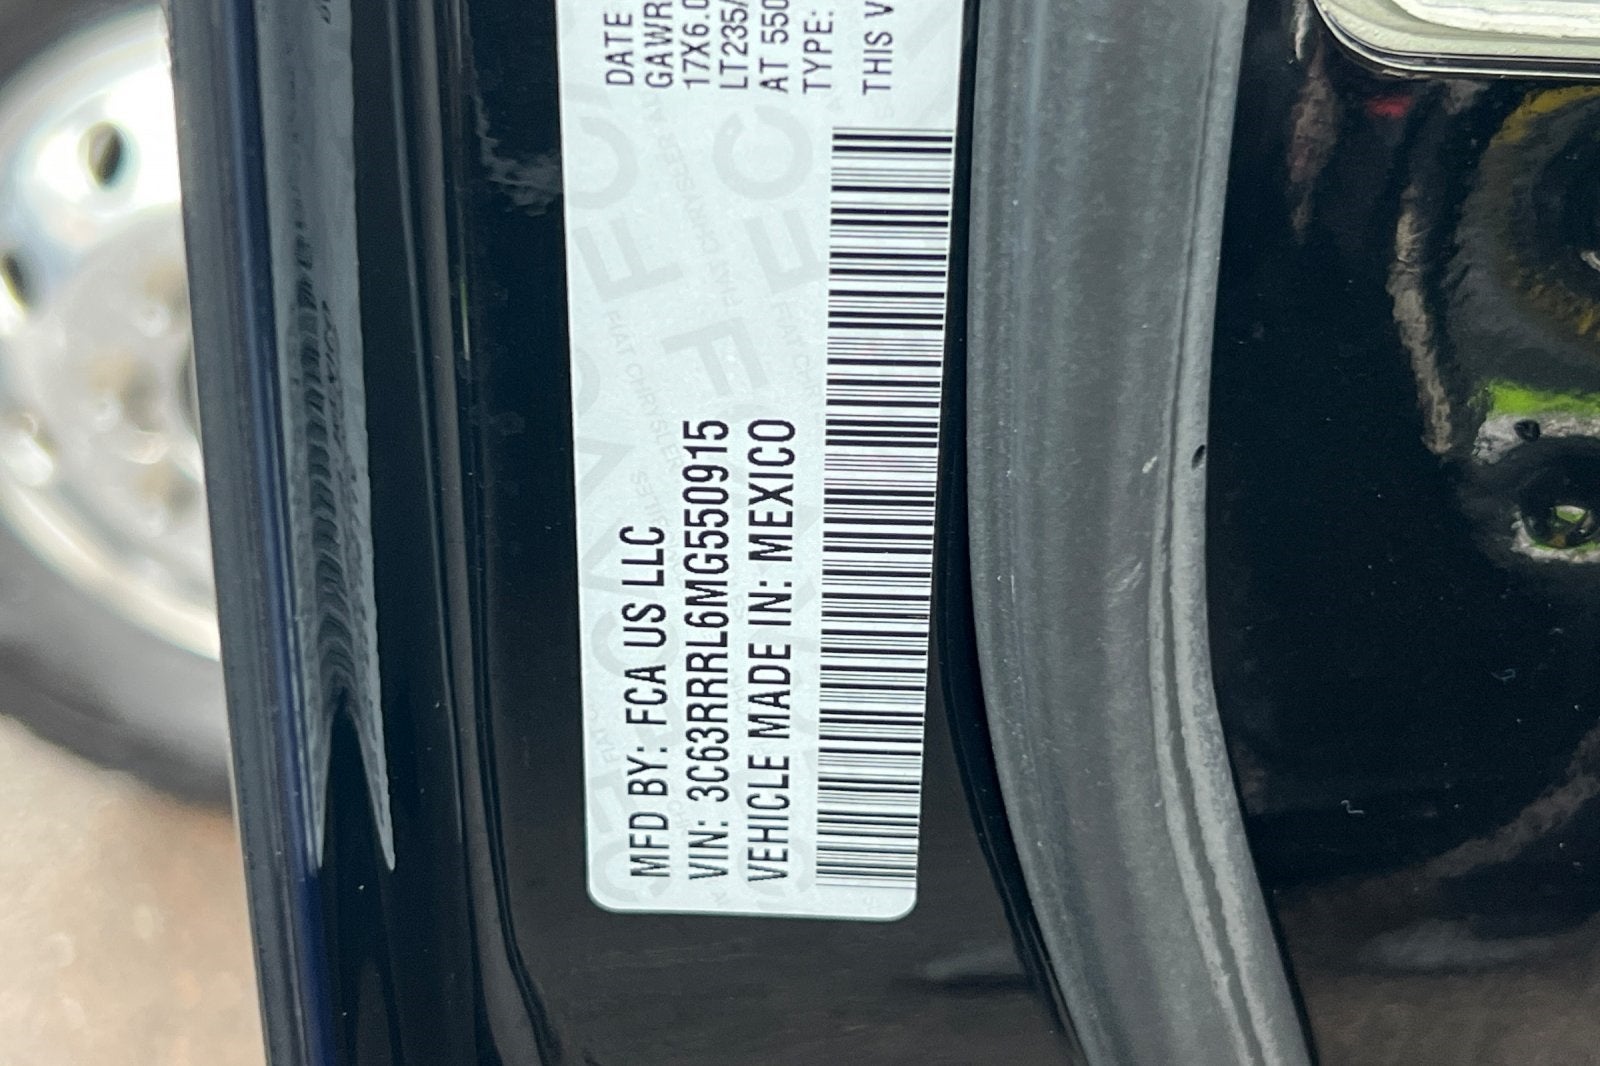 MFD BY: FCA US LLC
VIN: 3C63RRRL6MG550915
VEHICLE MADE IN: MEXICO
DATE
GAWR
17X6.0
LT235/
AT 550
TYPE:
THIS V